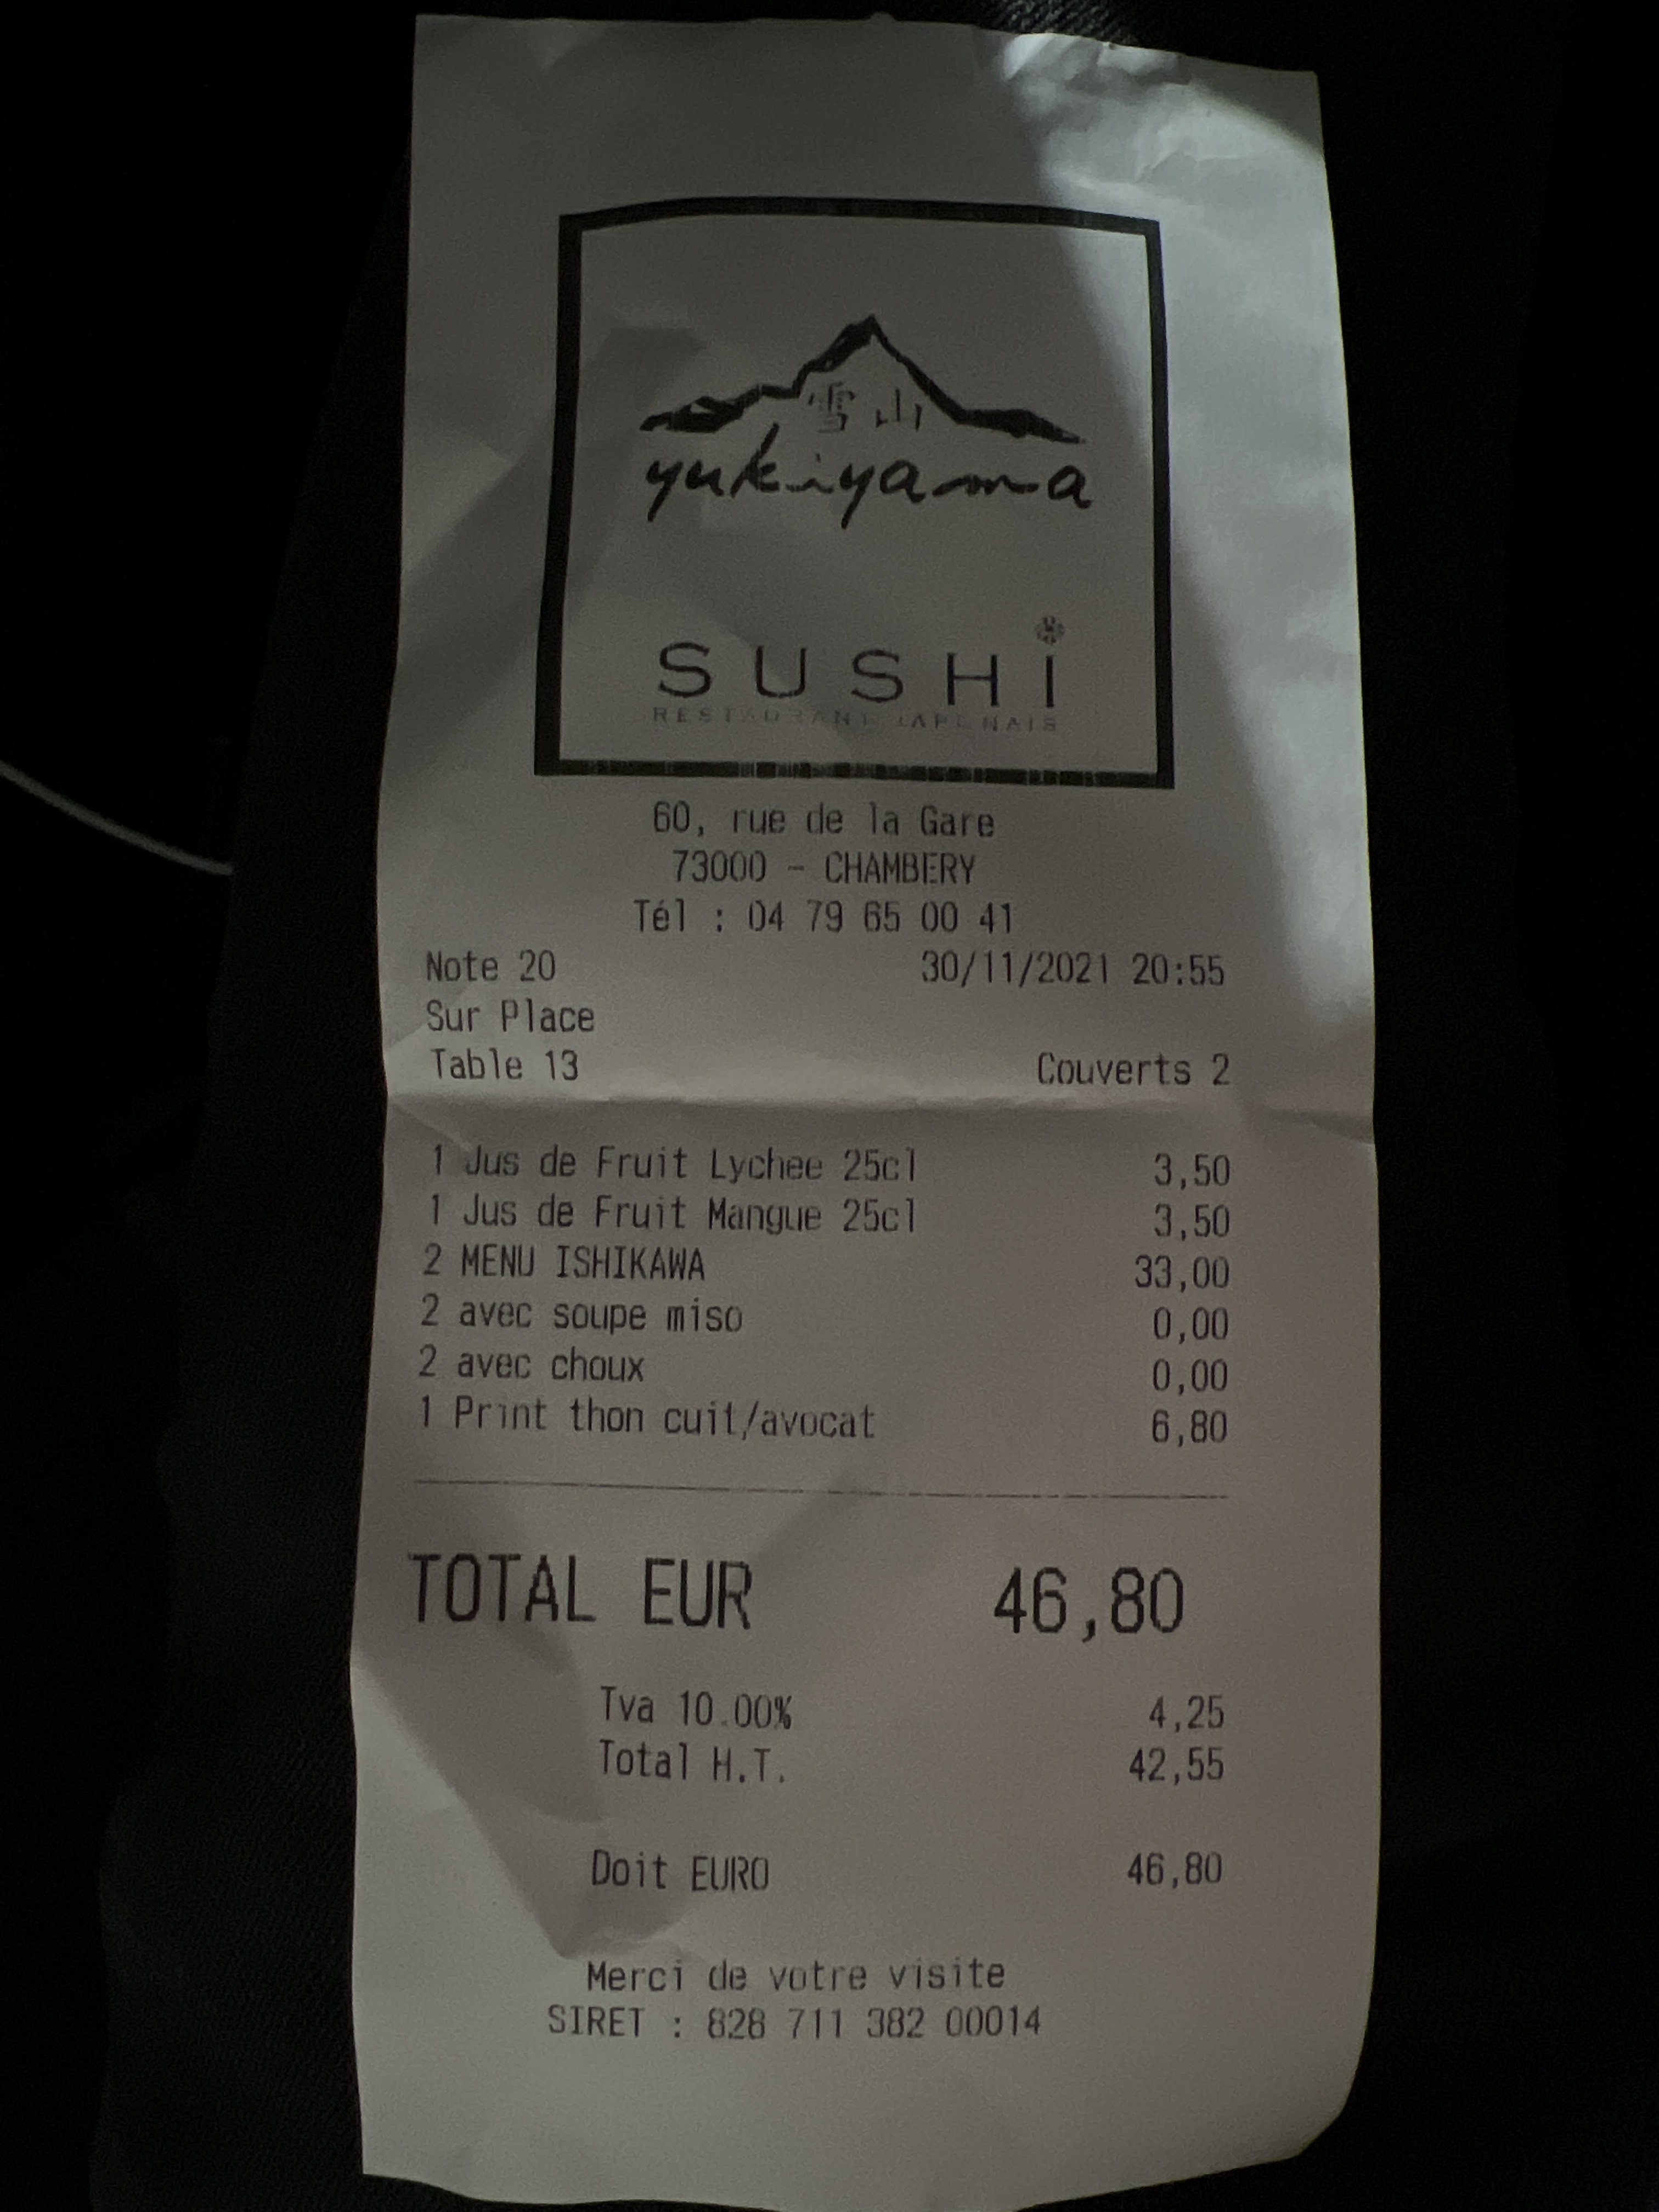 雪山
yukiyama
SUSHI
RESTAURANT JAPONAIS
60, rue de la Gare
73000 - CHAMBERY
Tél : 04 79 65 00 41
Note 20 30/11/2021 20:55
Sur Place
Table 13 Couverts 2
1 Jus de Fruit Lychee 25cl 3,50
1 Jus de Fruit Mangue 25cl 3,50
2 MENU ISHIKAWA 33,00
2 avec soupe miso 0,00
2 avec choux 0,00
1 Print thon cuit/avocat 6,80
TOTAL EUR 46,80
Tva 10.00% 4,25
Total H.T. 42,55
Doit EURO 46,80
Merci de votre visite
SIRET : 828 711 382 00014